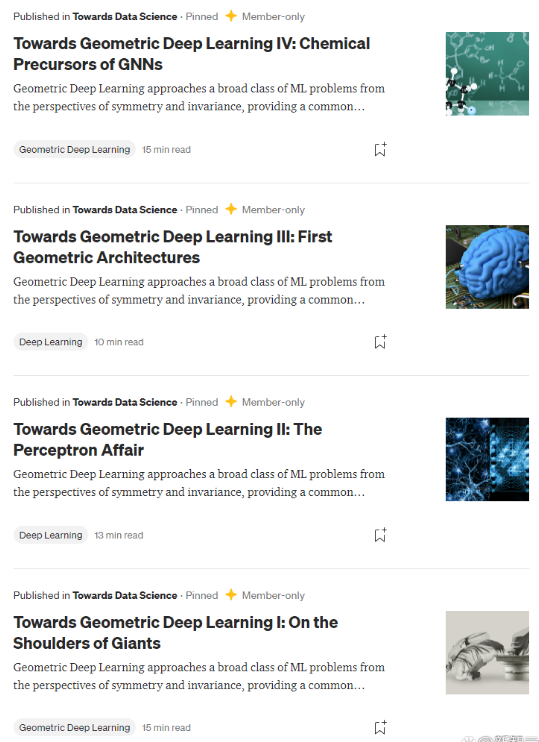 Published in Towards Data Science · Pinned Member-only
Towards Geometric Deep Learning IV: Chemical
Precursors of GNNs
Geometric Deep Learning approaches a broad class of ML problems from
the perspectives of symmetry and invariance, providing a common…
Geometric Deep Learning 15 min read
Published in Towards Data Science · Pinned Member-only
Towards Geometric Deep Learning III: First
Geometric Architectures
Geometric Deep Learning approaches a broad class of ML problems from
the perspectives of symmetry and invariance, providing a common…
Deep Learning 10 min read
Published in Towards Data Science · Pinned Member-only
Towards Geometric Deep Learning II: The
Perceptron Affair
Geometric Deep Learning approaches a broad class of ML problems from
the perspectives of symmetry and invariance, providing a common…
Deep Learning 13 min read
Published in Towards Data Science · Pinned Member-only
Towards Geometric Deep Learning I: On the
Shoulders of Giants
Geometric Deep Learning approaches a broad class of ML problems from
the perspectives of symmetry and invariance, providing a common…
Geometric Deep Learning 15 min read